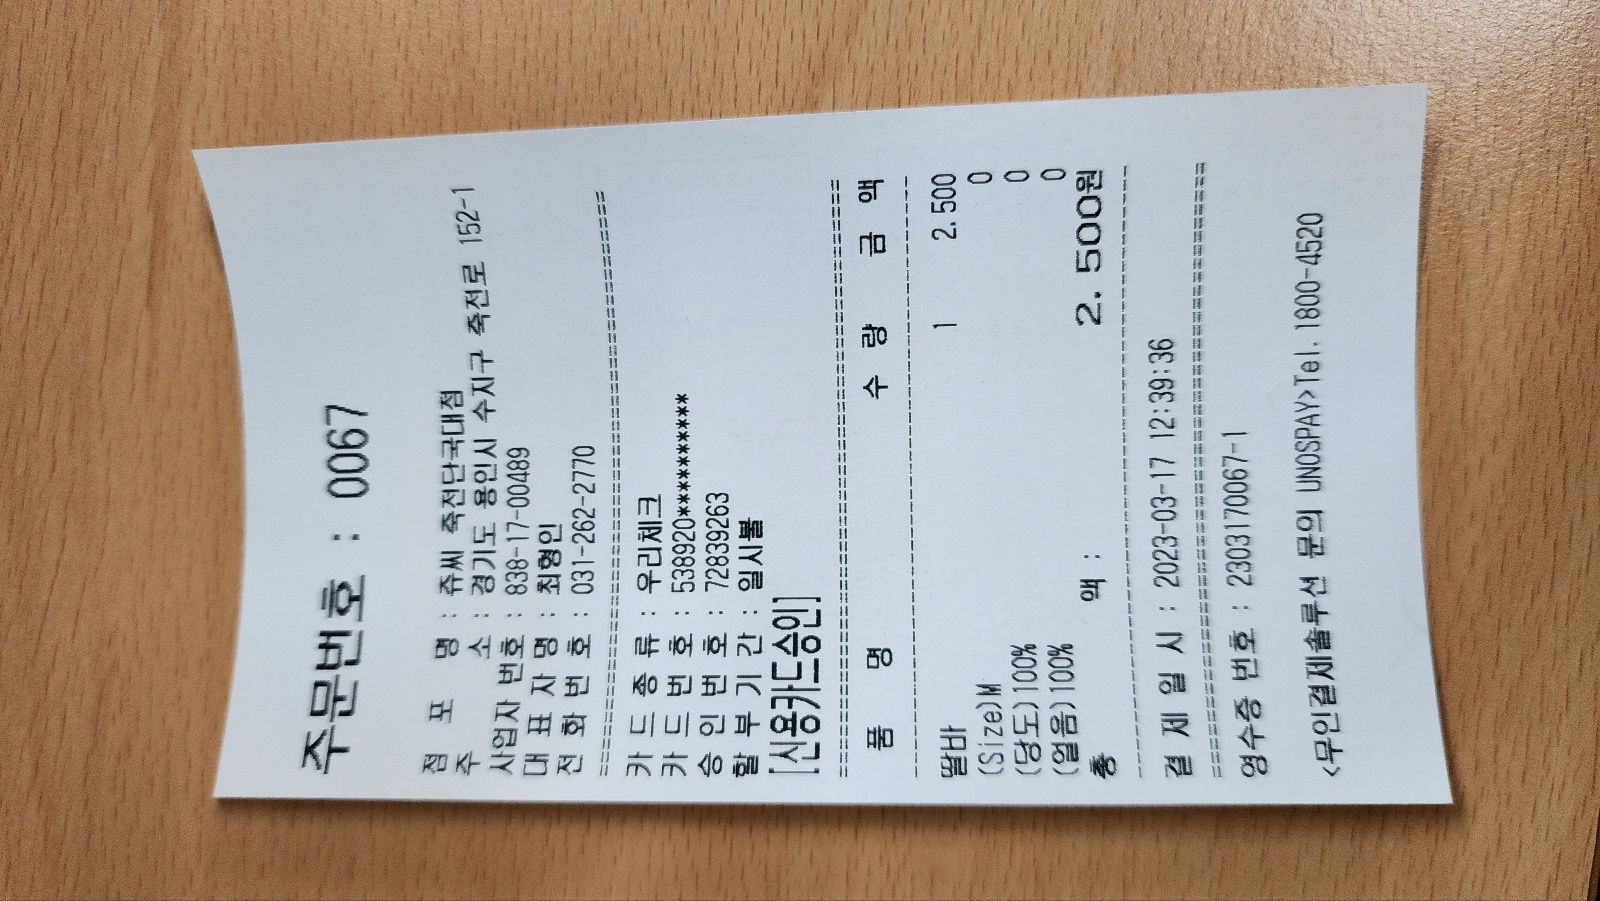 주문번호 : 0067
점 포 명 : 쥬씨 죽전단국대점
주 소 : 경기도 용인시 수지구 죽전로 152-1
사업자 번호 : 838-17-00489
대 표 자 명 : 최형인
전 화 번 호 : 031-262-2770
================================================
카 드 종 류 : 우리체크
카 드 번 호 : 538920**********
승 인 번 호 : 72839263
할 부 기 간 : 일시불
[신용카드승인]
================================================
품 명 수 량 금 액
------------------------------------------------
딸바 1 2.500
(Size)M 0
(당도)100% 0
(얼음)100% 0
총 액 : 2.500원
------------------------------------------------
결 제 일 시 : 2023-03-17 12:39:36
================================================
영수증 번호 : 2303170067-1
<무인결제솔루션 문의 UNOSPAY>Tel.1800-4520